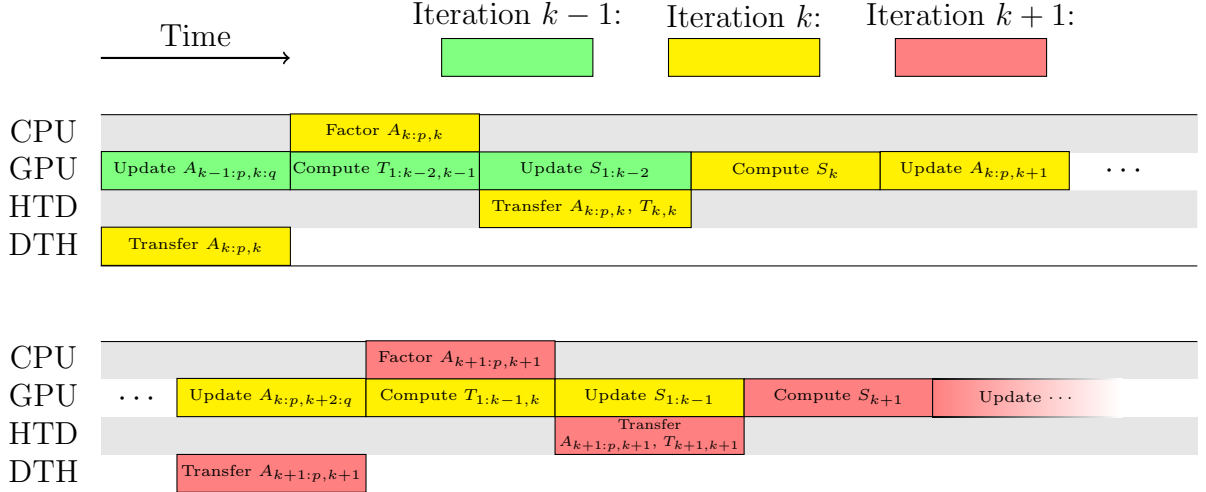 Time
Iteration k − 1:
Iteration k:
Iteration k + 1:
CPU
Factor A_{k:p,k}
GPU
Update A_{k−1:p,k:q}
Compute T_{1:k−2,k−1}
Update S_{1:k−2}
Compute S_k
Update A_{k:p,k+1}
···
HTD
Transfer A_{k:p,k}, T_{k,k}
DTH
Transfer A_{k:p,k}
CPU
Factor A_{k+1:p,k+1}
GPU
···
Update A_{k:p,k+2:q}
Compute T_{1:k−1,k}
Update S_{1:k−1}
Compute S_{k+1}
Update ···
HTD
Transfer
A_{k+1:p,k+1}, T_{k+1,k+1}
DTH
Transfer A_{k+1:p,k+1}